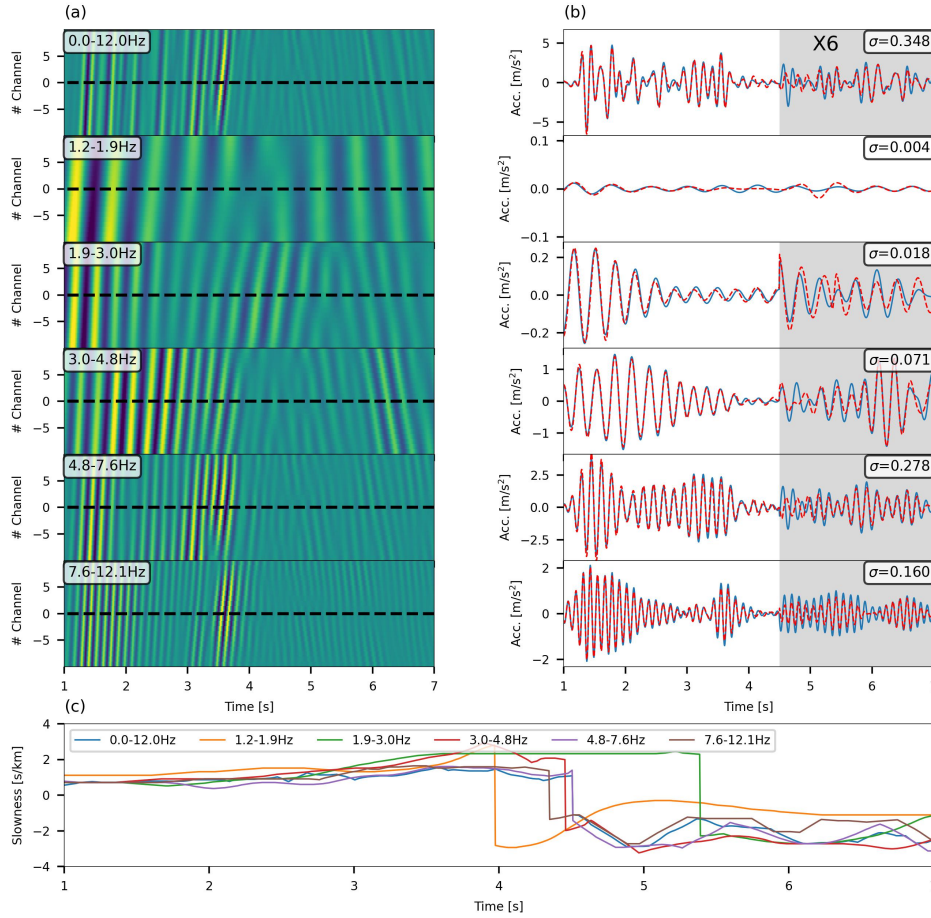 (a)
0.0-12.0Hz
# Channel
5
0
−5
1.2-1.9Hz
# Channel
5
0
−5
1.9-3.0Hz
# Channel
5
0
−5
3.0-4.8Hz
# Channel
5
0
−5
4.8-7.6Hz
# Channel
5
0
−5
7.6-12.1Hz
# Channel
5
0
−5
1 2 3 4 5 6 7
Time [s]
(b)
X6
σ=0.348
Acc. [m/s²]
5
0
−5
σ=0.004
Acc. [m/s²]
0.1
0.0
−0.1
σ=0.018
Acc. [m/s²]
0.2
0.0
−0.2
σ=0.071
Acc. [m/s²]
1
0
−1
σ=0.278
Acc. [m/s²]
2.5
0.0
−2.5
σ=0.160
Acc. [m/s²]
2
0
−2
1 2 3 4 5 6 7
Time [s]
(c)
0.0-12.0Hz 1.2-1.9Hz 1.9-3.0Hz 3.0-4.8Hz 4.8-7.6Hz 7.6-12.1Hz
Slowness [s/km]
4
2
0
−2
−4
1 2 3 4 5 6
Time [s]